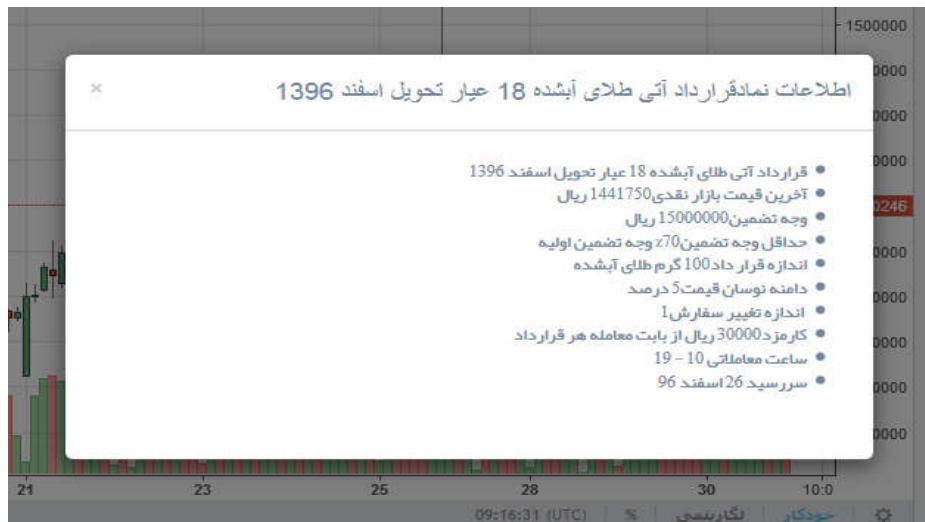 1500000
×
اطلاعات نمادقرارداد آتی طلای آبشده 18 عیار تحویل اسفند 1396
قرارداد آتی طلای آبشده 18 عیار تحویل اسفند 1396
آخرین قیمت بازار نقدی1441750 ریال
وجه تضمین15000000 ریال
حداقل وجه تضمین70٪ وجه تضمین اولیه
اندازه قرار داد100 گرم طلای آبشده
دامنه نوسان قیمت5 درصد
اندازه تغییر سفارش1
کارمزد30000 ریال از بابت معامله هر قرارداد
ساعت معاملاتی 10 – 19
سررسید 26 اسفند 96
0000
0000
0000
0246
0000
0000
0000
0000
0000
21 23 25 28 30 10:0
09:16:31 (UTC) % لگاریتمی خودکار